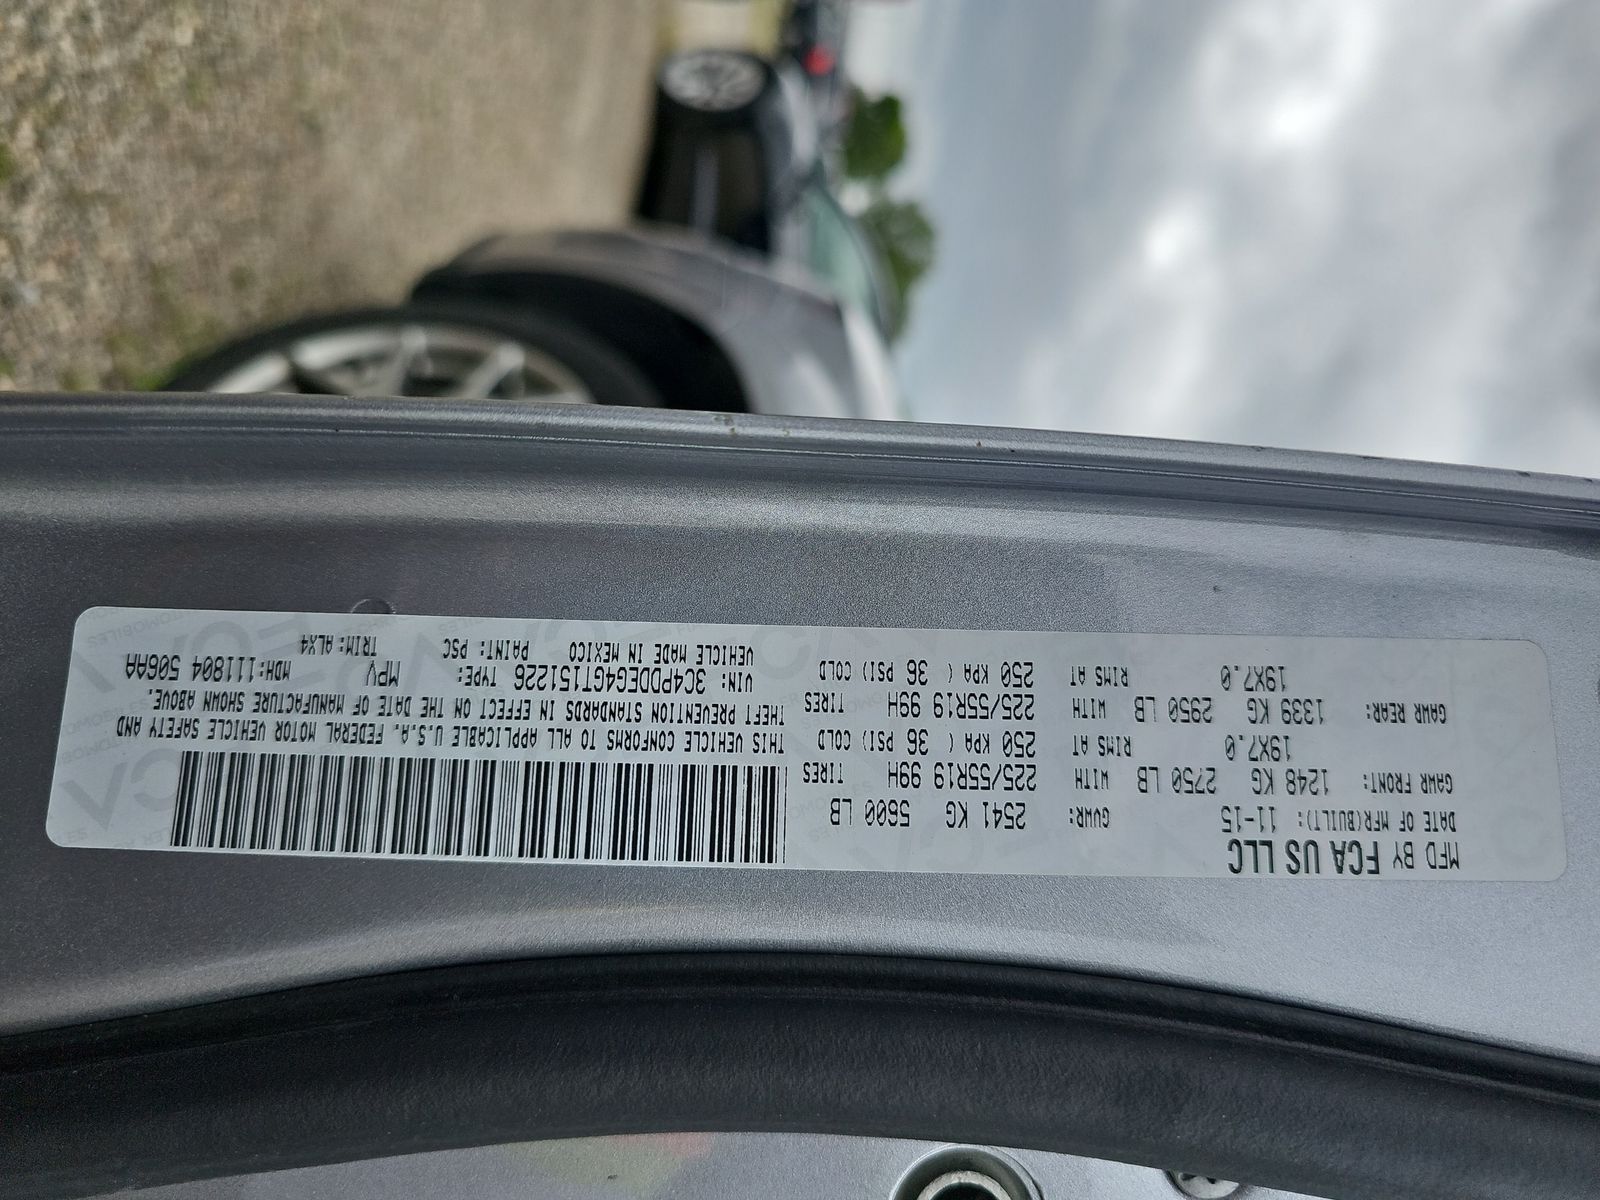 MFD BY FCA US LLC
DATE OF MFR(BUILT): 11-15 GVWR: 2541 KG 5600 LB
GAWR FRONT: 1248 KG 2750 LB WITH 225/55R19 99H TIRES
19X7.0 RIMS AT 250 KPA ( 36 PSI) COLD
GAWR REAR: 1339 KG 2950 LB WITH 225/55R19 99H TIRES
19X7.0 RIMS AT 250 KPA ( 36 PSI) COLD
THIS VEHICLE CONFORMS TO ALL APPLICABLE U.S.A. FEDERAL MOTOR VEHICLE SAFETY AND
THEFT PREVENTION STANDARDS IN EFFECT ON THE DATE OF MANUFACTURE SHOWN ABOVE.
VIN: 3C4PDDEG4GT151226 TYPE: MPV MDH:111804 506AA
VEHICLE MADE IN MEXICO PAINT: PSC TRIM:ALX4